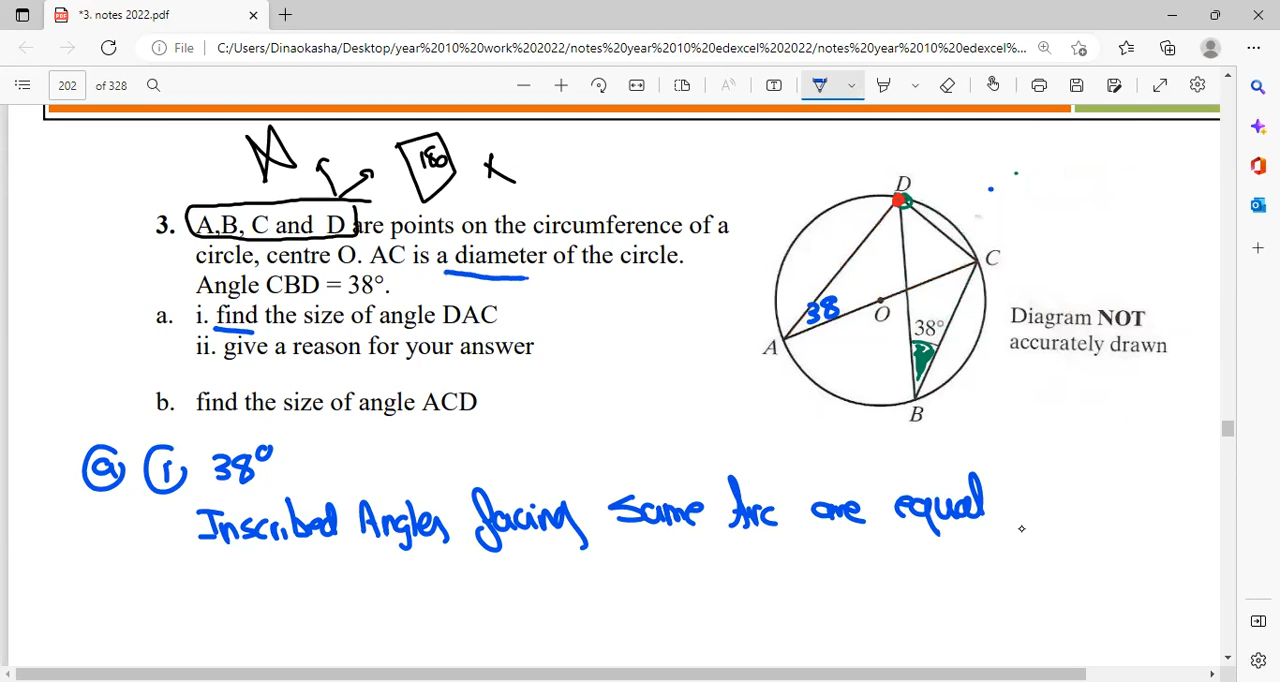 *3. notes 2022.pdf
File C:/Users/Dinaokasha/Desktop/year%2010%20work%202022/notes%20year%2010%20edexcel%202022/notes%20year%2010%20edexcel%2...
202 of 328
180
3. A,B, C and D are points on the circumference of a
circle, centre O. AC is a diameter of the circle.
Angle CBD = 38°.
a. i. find the size of angle DAC
ii. give a reason for your answer
b. find the size of angle ACD
D
C
38
O
38°
A
B
Diagram NOT
accurately drawn
a i 38°
Inscribed Angles facing same Arc are equal